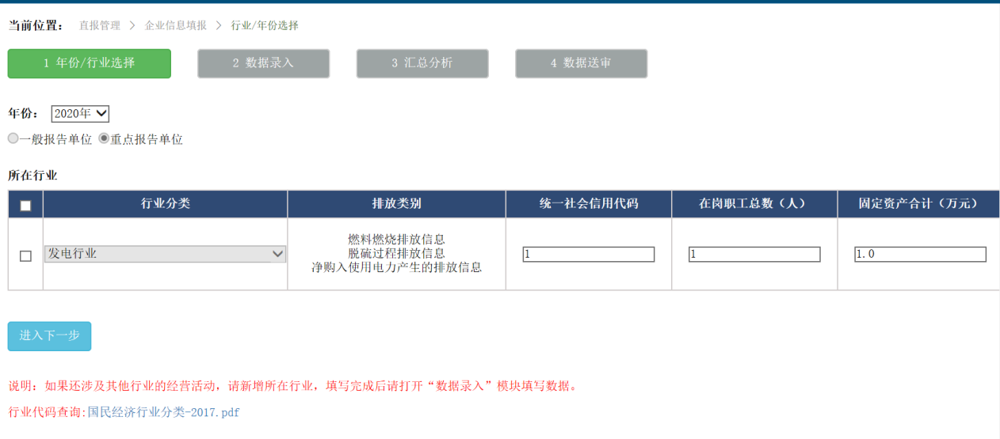 当前位置： 直报管理 > 企业信息填报 > 行业/年份选择
1 年份/行业选择 2 数据录入 3 汇总分析 4 数据送审
年份： 2020年
一般报告单位 重点报告单位
所在行业
行业分类 排放类别 统一社会信用代码 在岗职工总数（人） 固定资产合计（万元）
燃料燃烧排放信息
发电行业 脱硫过程排放信息 1 1 1.0
净购入使用电力产生的排放信息
进入下一步
说明：如果还涉及其他行业的经营活动，请新增所在行业，填写完成后请打开“数据录入”模块填写数据。
行业代码查询:国民经济行业分类-2017.pdf